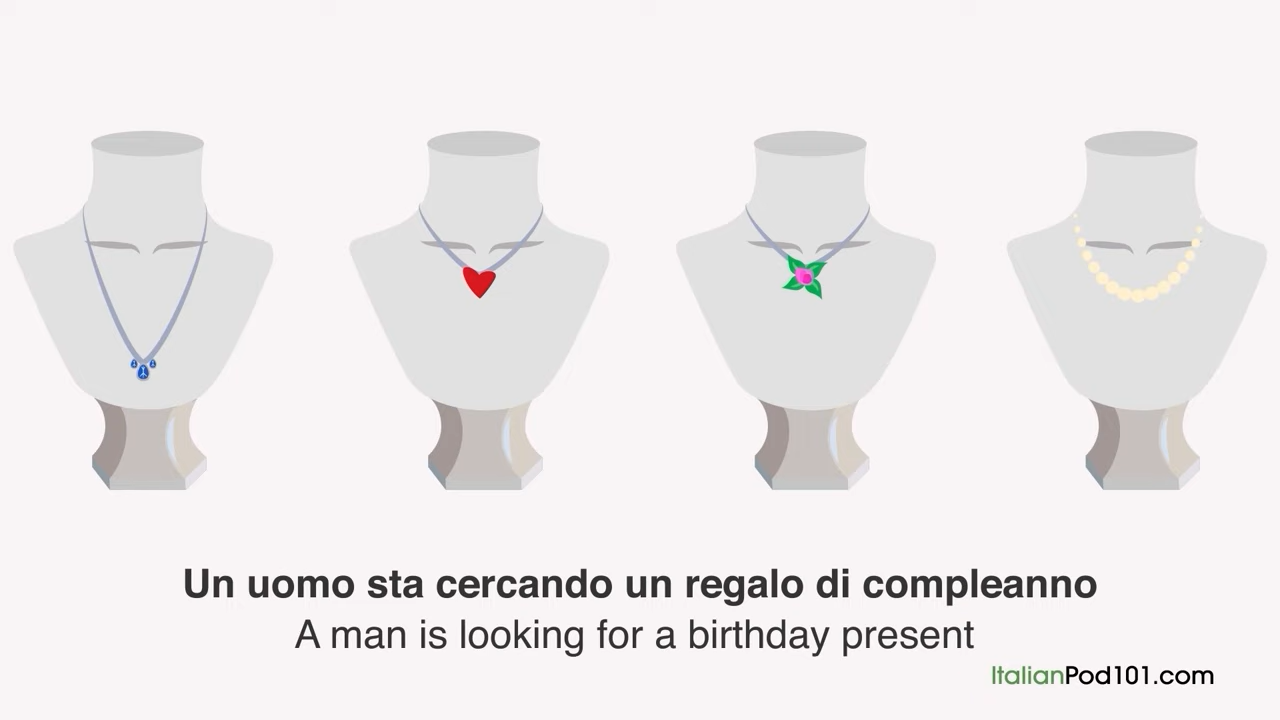 Un uomo sta cercando un regalo di compleanno
A man is looking for a birthday present
ItalianPod101.com